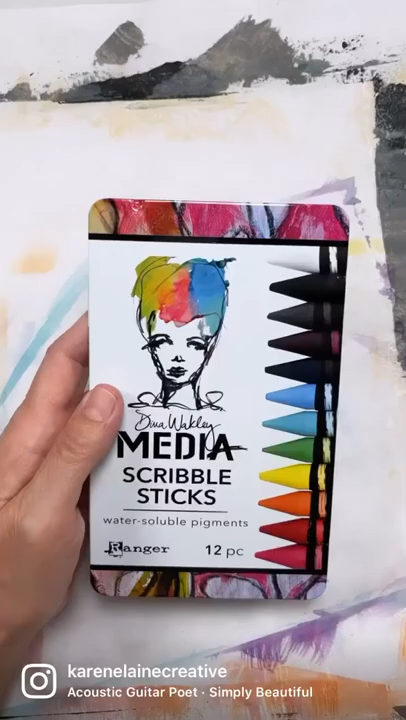 Dina Wakley
MEDIA
SCRIBBLE
STICKS
water-soluble pigments
Ranger 12 pc
karenelainecreative
Acoustic Guitar Poet · Simply Beautiful